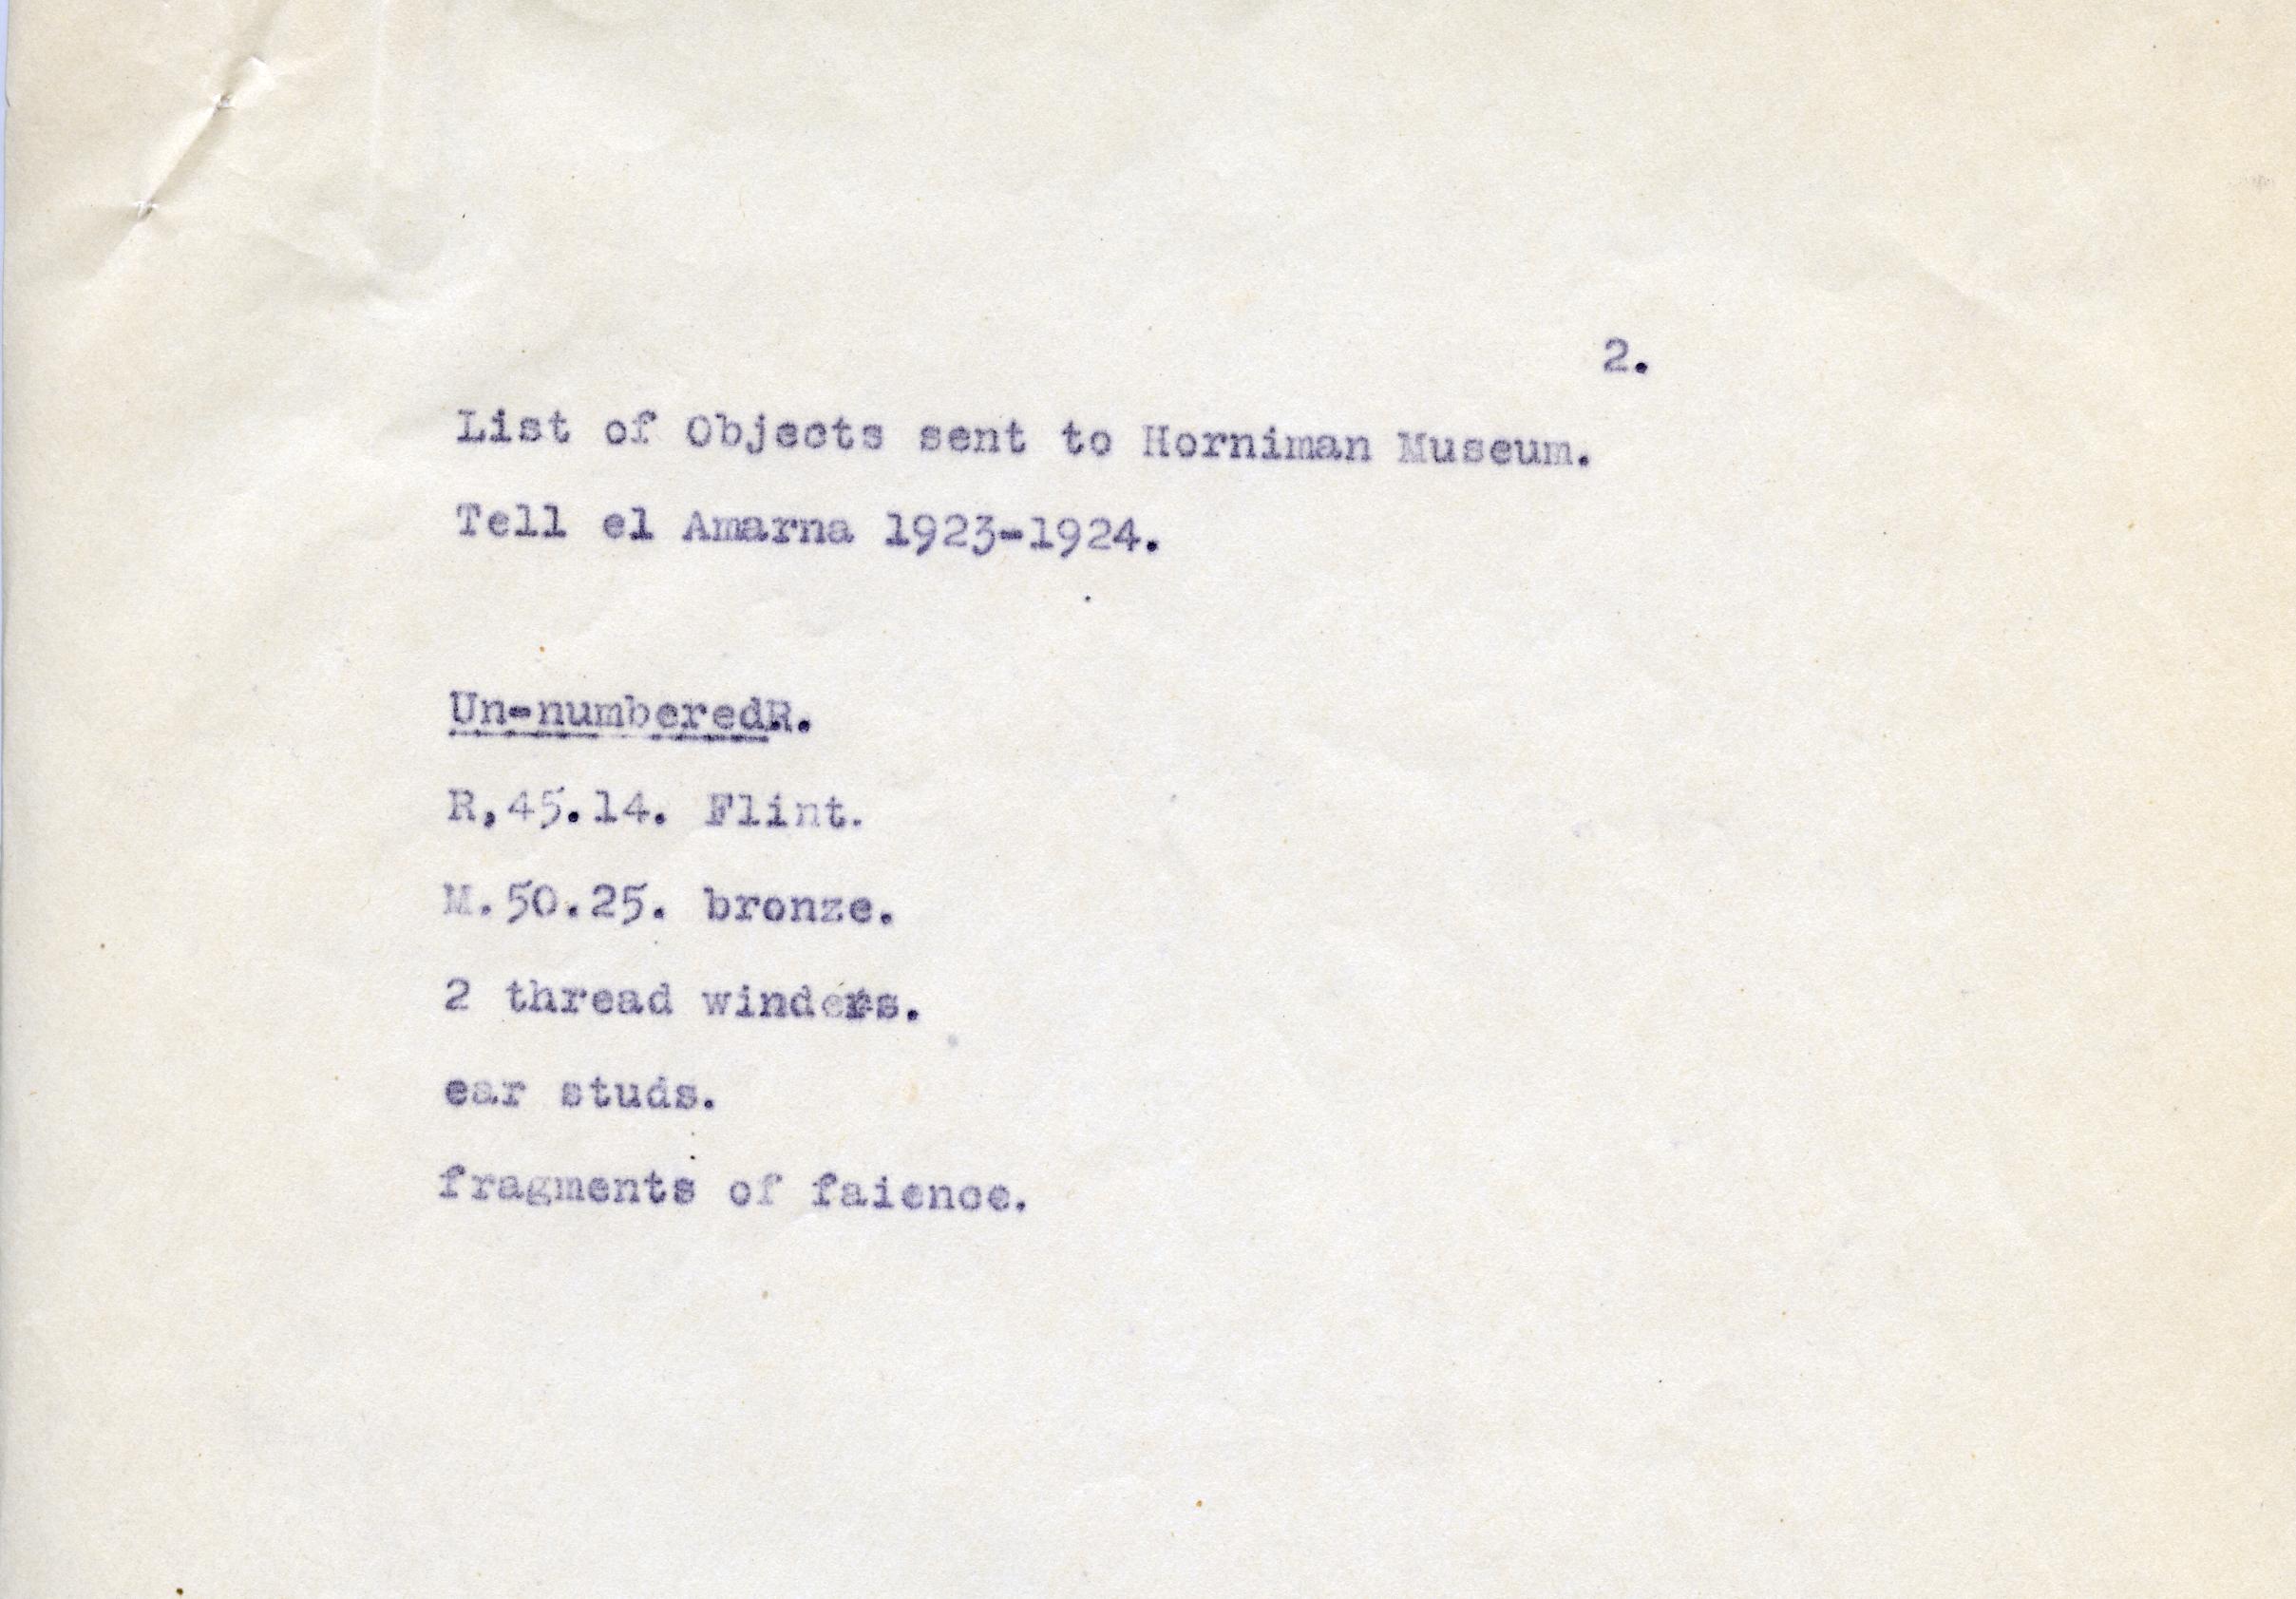 2.
List of Objects sent to Horniman Museum.
Tell el Amarna 1923-1924.
Un-numberedR.
R,45.14. Flint.
M.50.25. bronze.
2 thread winders.
ear studs.
fragments of faience.